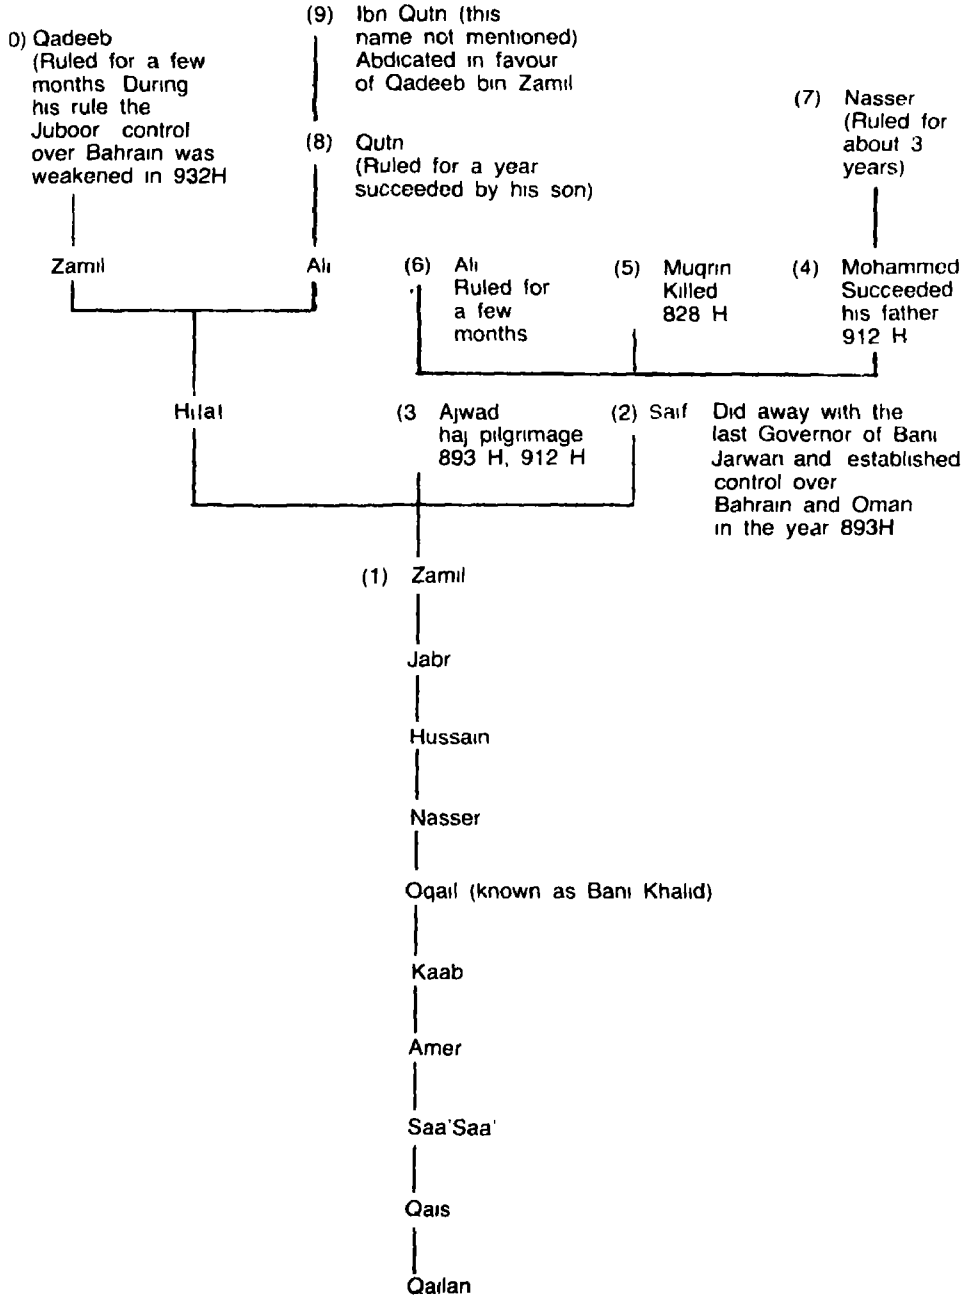 (9) Ibn Qutn (this
name not mentioned)
Abdicated in favour
of Qadeeb bin Zamil
0) Qadeeb
(Ruled for a few
months During
his rule the
Juboor control
over Bahrain was
weakened in 932H
(7) Nasser
(Ruled for
about 3
years)
(8) Qutn
(Ruled for a year
succeeded by his son)
Zamil
Ali
(6) Ali
Ruled for
a few
months
(5) Muqrin
Killed
828 H
(4) Mohammed
Succeeded
his father
912 H
Hilal
(3 Ajwad
haj pilgrimage
893 H, 912 H
(2) Saif Did away with the
last Governor of Bani
Jarwan and established
control over
Bahrain and Oman
in the year 893H
(1) Zamil
Jabr
Hussain
Nasser
Oqail (known as Bani Khalid)
Kaab
Amer
Saa'Saa'
Qais
Qailan